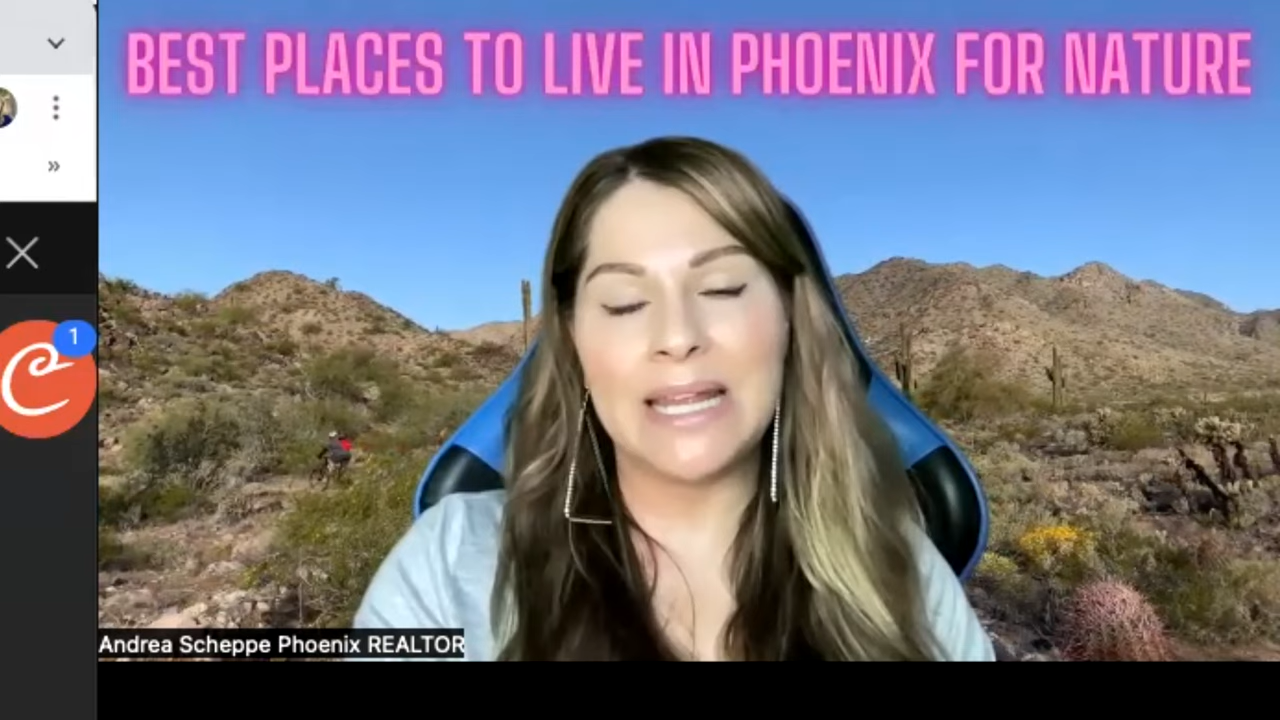 BEST PLACES TO LIVE IN PHOENIX FOR NATURE
1
Andrea Scheppe Phoenix REALTOR